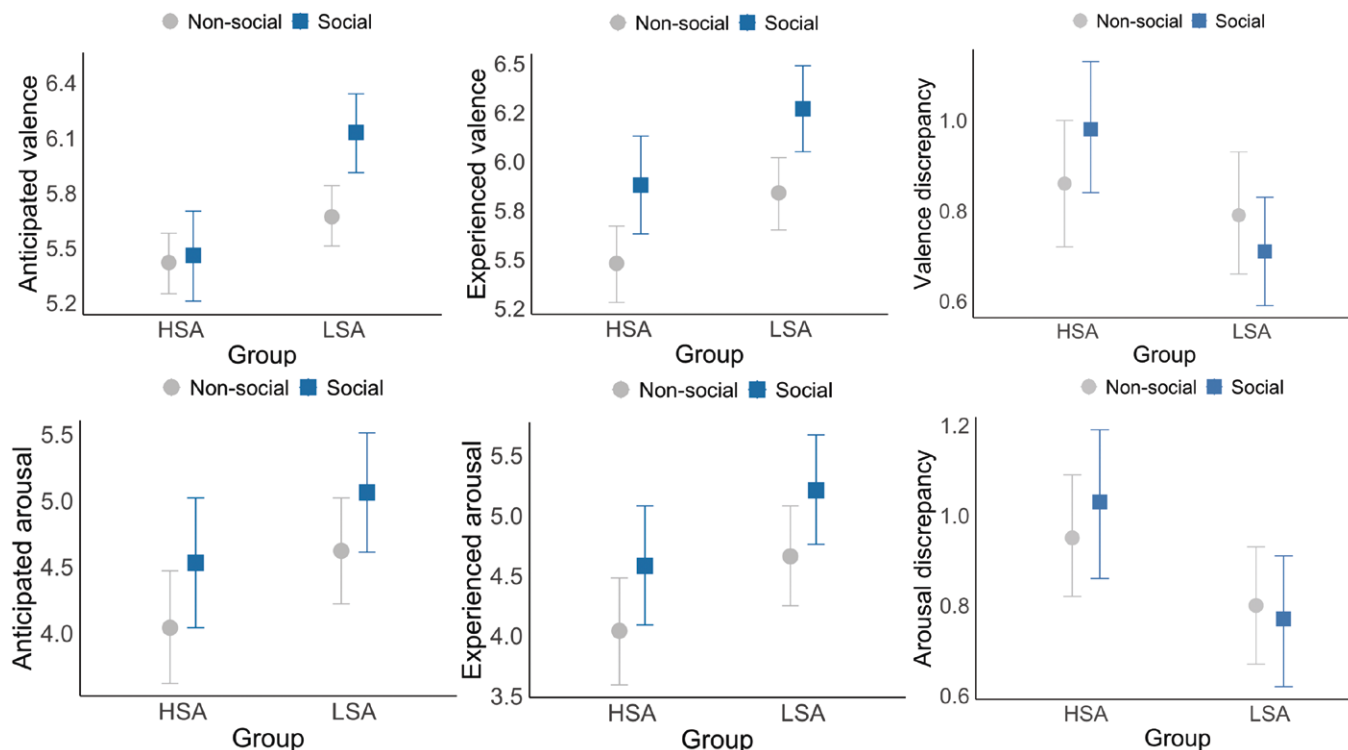 Non-social Social
Anticipated valence
6.4
6.1
5.8
5.5
5.2
HSA LSA
Group
Non-social Social
Experienced valence
6.5
6.2
6.0
5.8
5.5
5.2
HSA LSA
Group
Non-social Social
Valence discrepancy
1.0
0.8
0.6
HSA LSA
Group
Non-social Social
Anticipated arousal
5.5
5.0
4.5
4.0
HSA LSA
Group
Non-social Social
Experienced arousal
5.5
5.0
4.5
4.0
3.5
HSA LSA
Group
Non-social Social
Arousal discrepancy
1.2
1.0
0.8
0.6
HSA LSA
Group